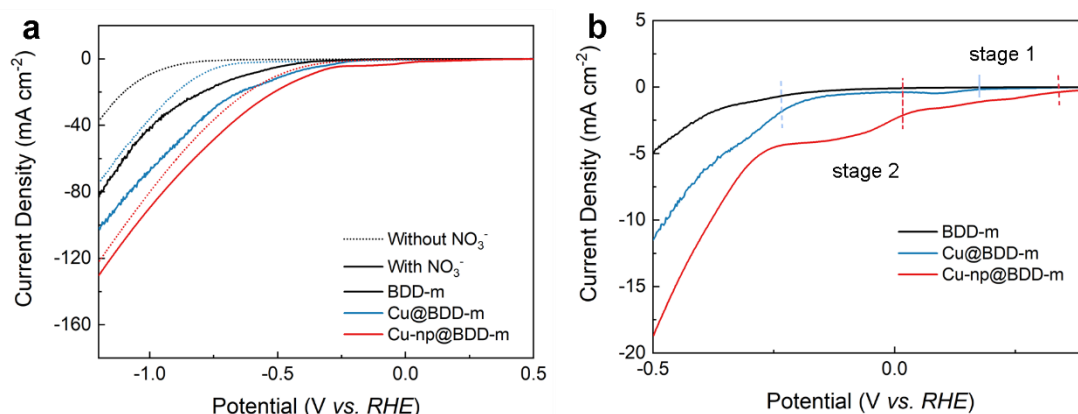 a
Current Density (mA cm⁻²)
0
-40
-80
-120
-160
Without NO₃⁻
With NO₃⁻
BDD-m
Cu@BDD-m
Cu-np@BDD-m
-1.0
-0.5
0.0
0.5
Potential (V vs. RHE)
b
Current Density (mA cm⁻²)
5
0
-5
-10
-15
-20
stage 1
stage 2
BDD-m
Cu@BDD-m
Cu-np@BDD-m
-0.5
0.0
Potential (V vs. RHE)